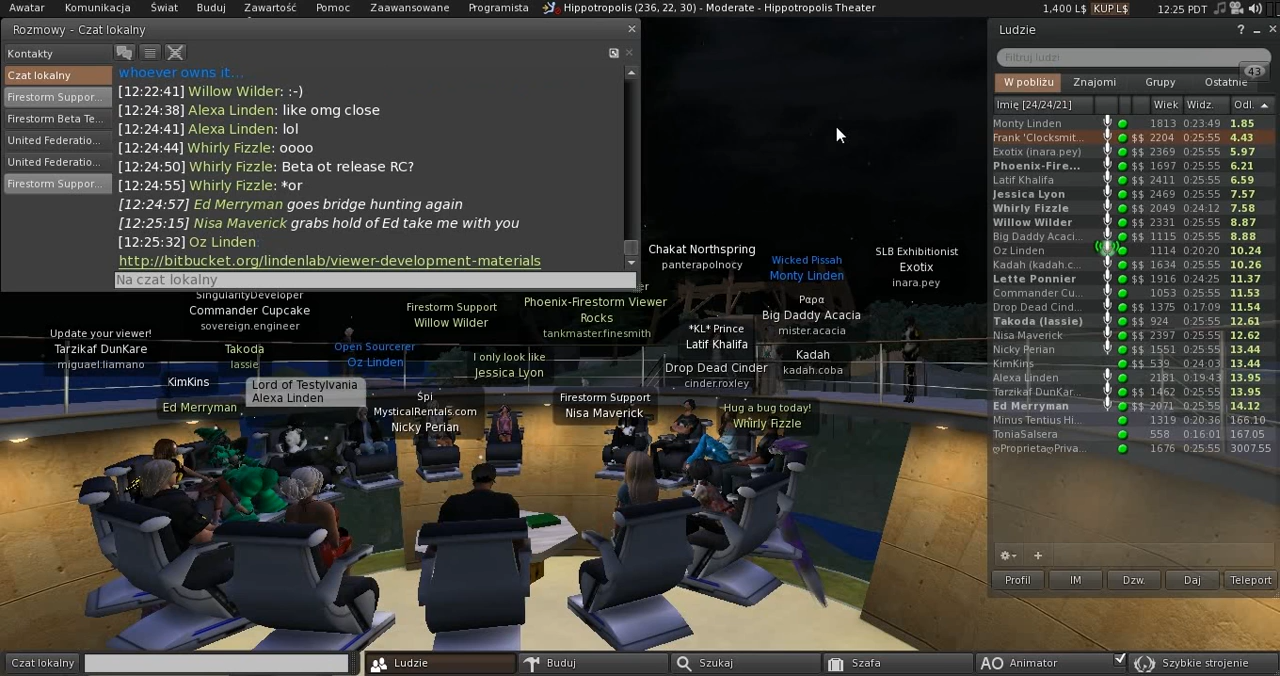 Awatar Komunikacja Świat Buduj Zawartość Pomoc Zaawansowane Programista Hippotropolis (236, 22, 30) - Moderate - Hippotropolis Theater 1,400 L$ KUP L$ 12:25 PDT
Rozmowy - Czat lokalny
Kontakty
Czat lokalny
Firestorm Suppor...
Firestorm Beta Te...
United Federatio...
United Federatio...
Firestorm Suppor...
whoever owns it...
[12:22:41] Willow Wilder: :-)
[12:24:38] Alexa Linden: like omg close
[12:24:41] Alexa Linden: lol
[12:24:44] Whirly Fizzle: oooo
[12:24:50] Whirly Fizzle: Beta ot release RC?
[12:24:55] Whirly Fizzle: *or
[12:24:57] Ed Merryman goes bridge hunting again
[12:25:15] Nisa Maverick grabs hold of Ed take me with you
[12:25:32] Oz Linden:
http://bitbucket.org/lindenlab/viewer-development-materials
Na czat lokalny
Chakat Northspring
panterapolnocy
Wicked Pissah
Monty Linden
SLB Exhibitionist
Exotix
inara.pey
SingularityDeveloper
Commander Cupcake
sovereign.engineer
Firestorm Support
Willow Wilder
Phoenix-Firestorm Viewer
Rocks
tankmaster.finesmith
Papa
Big Daddy Acacia
mister.acacia
Update your viewer!
Tarzikaf DunKare
miguael.liamano
Takoda
lassie
Open Sourcerer
Oz Linden
I only look like
Jessica Lyon
*KL* Prince
Latif Khalifa
Drop Dead Cinder
cinder.roxley
Kadah
kadah.coba
KimKins
Ed Merryman
Lord of Testylvania
Alexa Linden
Śpi
MysticalRentals.com
Nicky Perian
Firestorm Support
Nisa Maverick
Hug a bug today!
Whirly Fizzle
Ludzie
Filtruj ludzi
43
W pobliżu Znajomi Grupy Ostatnie
Imię [24/24/21] Wiek Widz. Odl.
Monty Linden 1813 0:23:49 1.85
Frank 'Clocksmit... $$ 2204 0:25:55 4.43
Exotix (inara.pey) $$ 2369 0:25:55 5.97
Phoenix-Fire... $$ 1697 0:25:55 6.21
Latif Khalifa $$ 2411 0:25:55 6.59
Jessica Lyon $$ 2469 0:25:55 7.57
Whirly Fizzle $$ 2049 0:24:12 7.58
Willow Wilder $$ 2331 0:25:55 8.87
Big Daddy Acaci... $$ 1115 0:25:55 8.88
Oz Linden 1114 0:20:20 10.24
Kadah (kadah.c... $$ 1634 0:25:55 10.26
Lette Ponnier $$ 1916 0:24:25 11.37
Commander Cu... 1053 0:25:55 11.53
Drop Dead Cind... $$ 1375 0:17:09 11.54
Takoda (lassie) $$ 924 0:25:55 12.61
Nisa Maverick $$ 2397 0:25:55 12.62
Nicky Perian $$ 1551 0:25:55 13.44
KimKins $$ 539 0:24:03 13.44
Alexa Linden 2181 0:19:43 13.95
Tarzikaf DunKar... $$ 1462 0:25:55 13.95
Ed Merryman $$ 2071 0:25:55 14.12
Minus Tentius Hi... 1319 0:20:36 166.10
ToniaSalsera 558 0:16:01 167.05
ღProprietaღPriva... 1676 0:25:55 3007.55
Profil IM Dzw. Daj Teleport
Czat lokalny Ludzie Buduj Szukaj Szafa AO Animator Szybkie strojenie